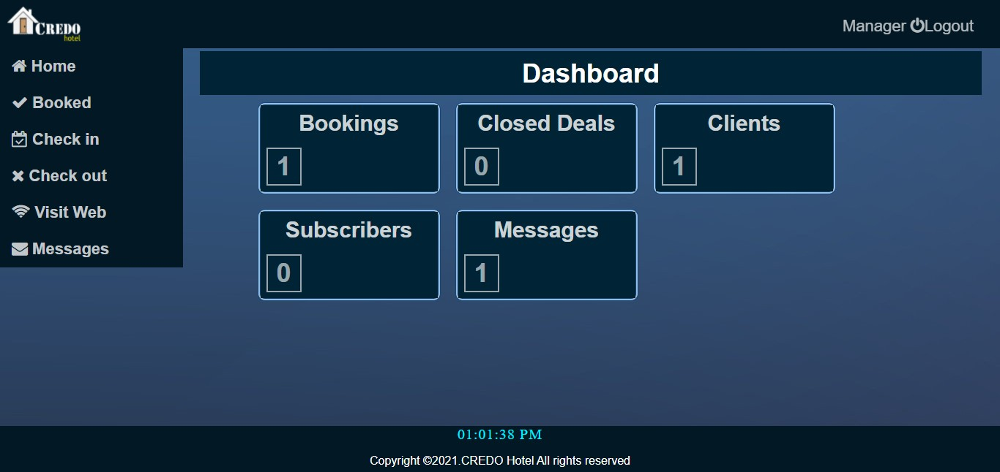 CREDO
hotel
Manager Logout
Home
Booked
Check in
Check out
Visit Web
Messages
Dashboard
Bookings
1
Closed Deals
0
Clients
1
Subscribers
0
Messages
1
01:01:38 PM
Copyright ©2021.CREDO Hotel All rights reserved